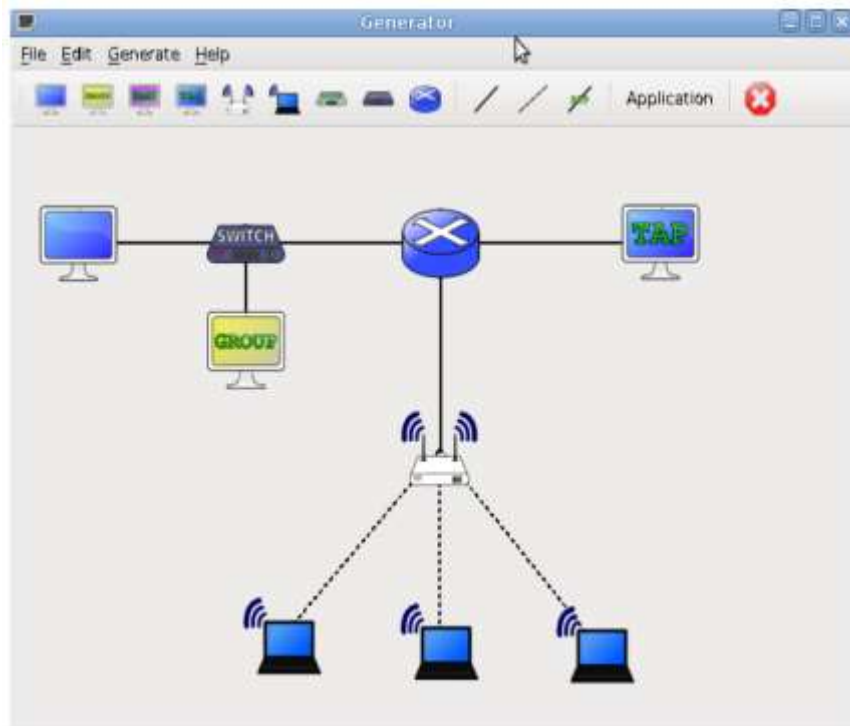 Generator
File Edit Generate Help
Application
SWITCH
TAP
GROUP